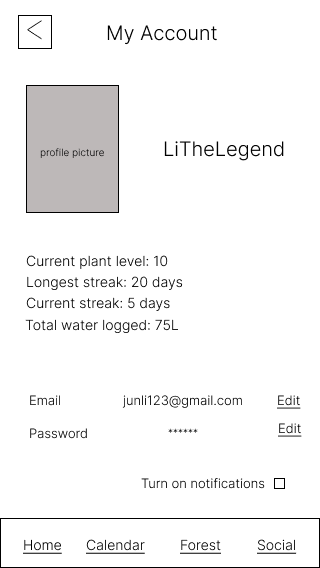 My Account
profile picture
LiTheLegend
Current plant level: 10
Longest streak: 20 days
Current streak: 5 days
Total water logged: 75L
Email junli123@gmail.com Edit
Password ****** Edit
Turn on notifications
Home Calendar Forest Social